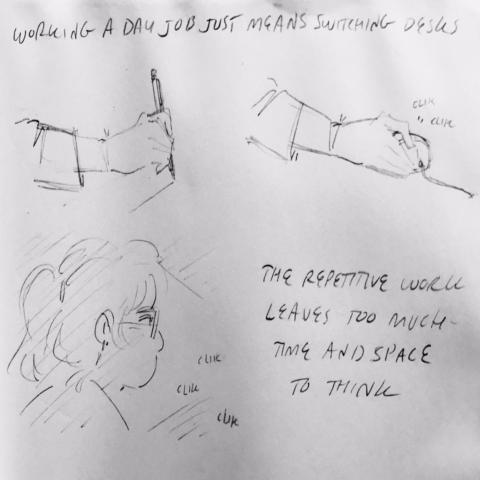 WORKING A DAY JOB JUST MEANS SWITCHING DESKS
CLIK
" CLIK
THE REPETITIVE WORK
LEAVES TOO MUCH
TIME AND SPACE
TO THINK
CLIK
CLIK
CLIK